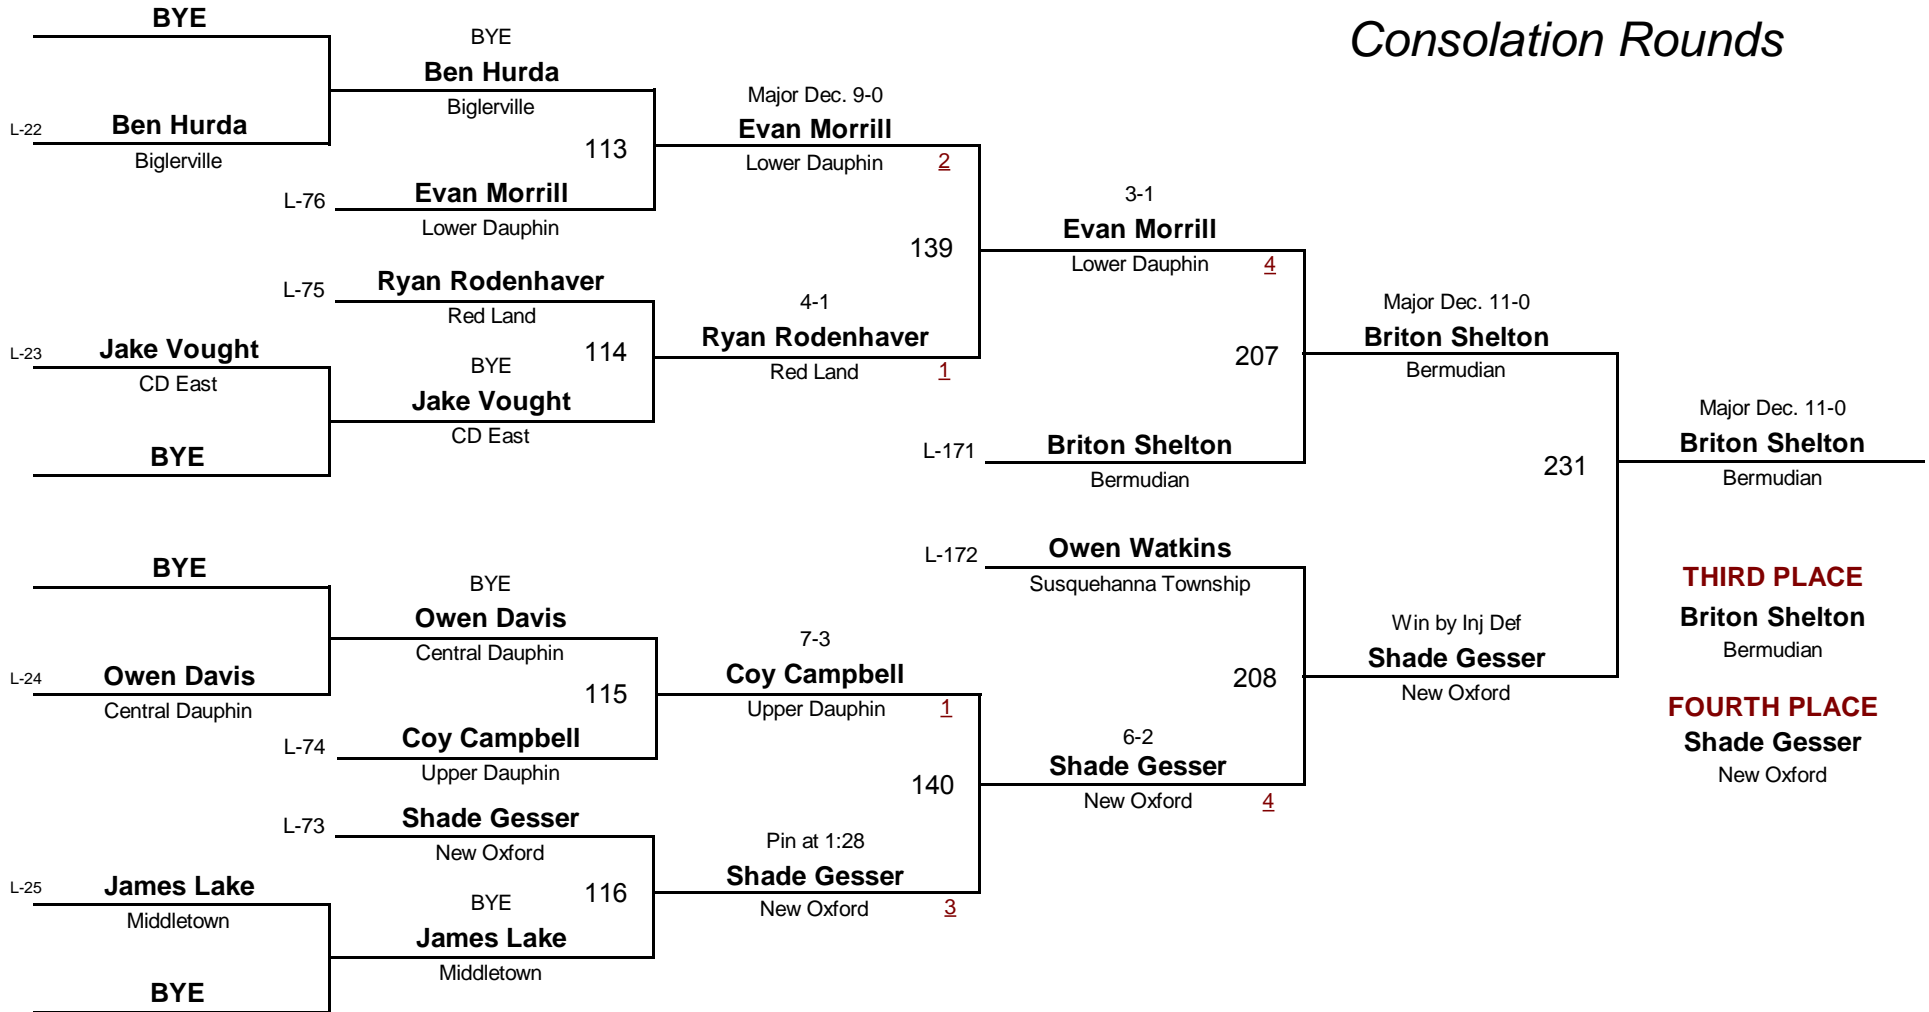 Consolation Rounds
BYE
L-22
Ben Hurda
Biglerville
L-23
Jake Vought
CD East
BYE
BYE
L-24
Owen Davis
Central Dauphin
L-25
James Lake
Middletown
BYE
BYE
Ben Hurda
Biglerville
113
L-76
Evan Morrill
Lower Dauphin
L-75
Ryan Rodenhaver
Red Land
114
BYE
Jake Vought
CD East
BYE
Owen Davis
Central Dauphin
115
L-74
Coy Campbell
Upper Dauphin
L-73
Shade Gesser
New Oxford
116
BYE
James Lake
Middletown
Major Dec. 9-0
Evan Morrill
Lower Dauphin 2
139
4-1
Ryan Rodenhaver
Red Land 1
7-3
Coy Campbell
Upper Dauphin 1
140
Pin at 1:28
Shade Gesser
New Oxford 3
3-1
Evan Morrill
Lower Dauphin 4
207
L-171
Briton Shelton
Bermudian
L-172
Owen Watkins
Susquehanna Township
208
6-2
Shade Gesser
New Oxford 4
Major Dec. 11-0
Briton Shelton
Bermudian
231
Win by Inj Def
Shade Gesser
New Oxford
Major Dec. 11-0
Briton Shelton
Bermudian
THIRD PLACE
Briton Shelton
Bermudian
FOURTH PLACE
Shade Gesser
New Oxford